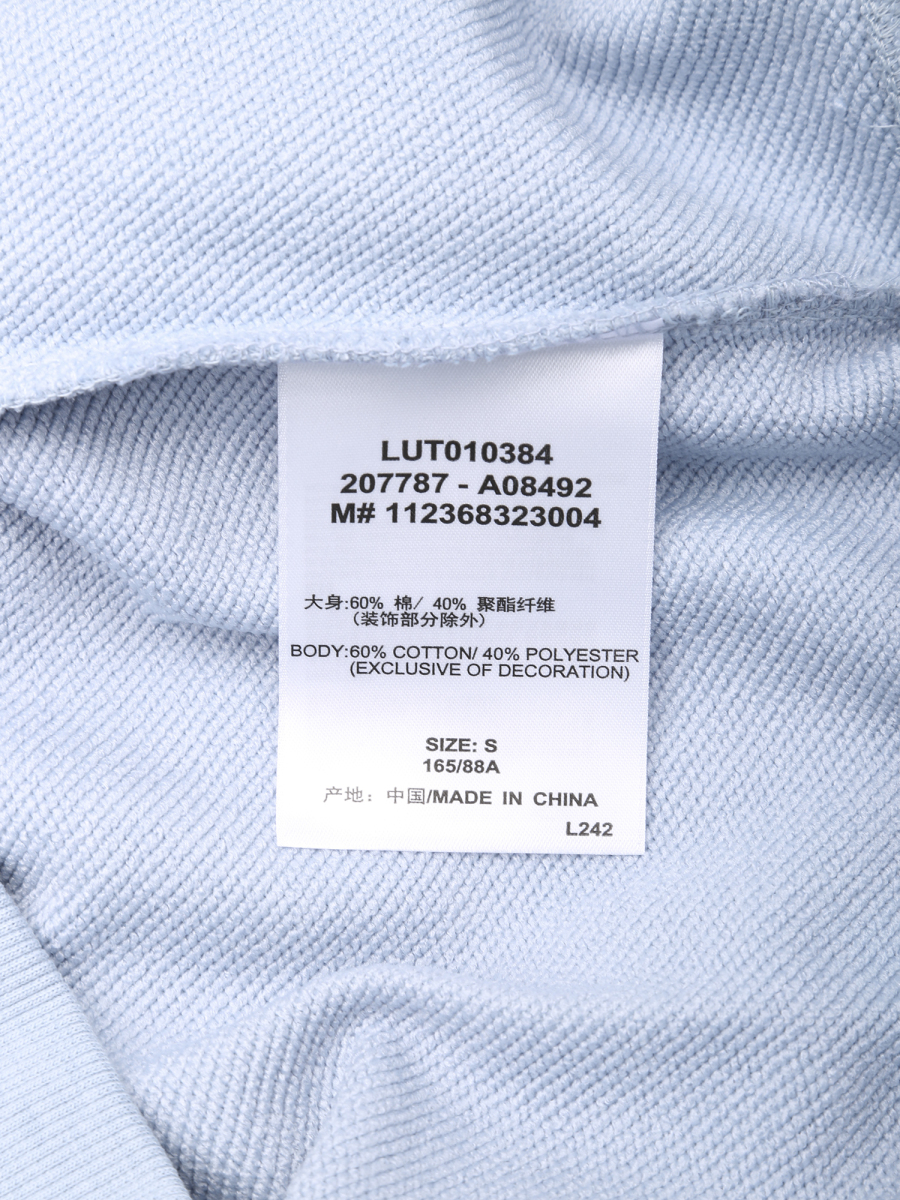 LUT010384
207787 - A08492
M# 112368323004
大身:60% 棉/ 40% 聚酯纤维
(装饰部分除外)
BODY:60% COTTON/ 40% POLYESTER
(EXCLUSIVE OF DECORATION)
SIZE: S
165/88A
产地：中国/MADE IN CHINA
L242